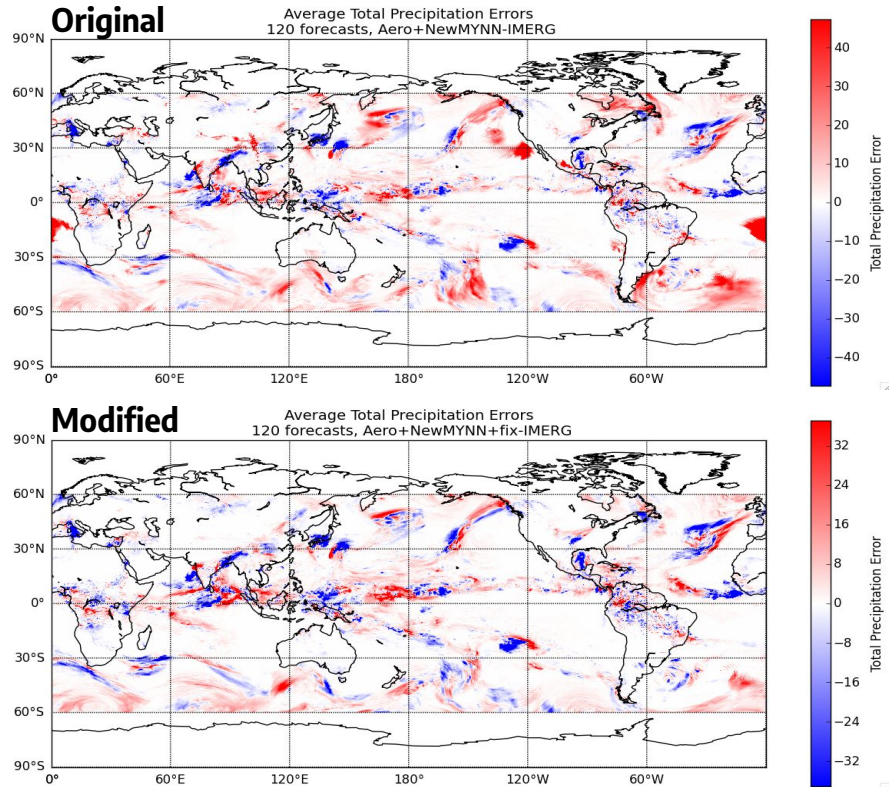 Original
Average Total Precipitation Errors
120 forecasts, Aero+NewMYNN-IMERG
90°N
60°N
30°N
0°
30°S
60°S
90°S
0°
60°E
120°E
180°
120°W
60°W
40
30
20
10
0
−10
−20
−30
−40
Total Precipitation Error
Modified
Average Total Precipitation Errors
120 forecasts, Aero+NewMYNN+fix-IMERG
90°N
60°N
30°N
0°
30°S
60°S
90°S
0°
60°E
120°E
180°
120°W
60°W
32
24
16
8
0
−8
−16
−24
−32
Total Precipitation Error